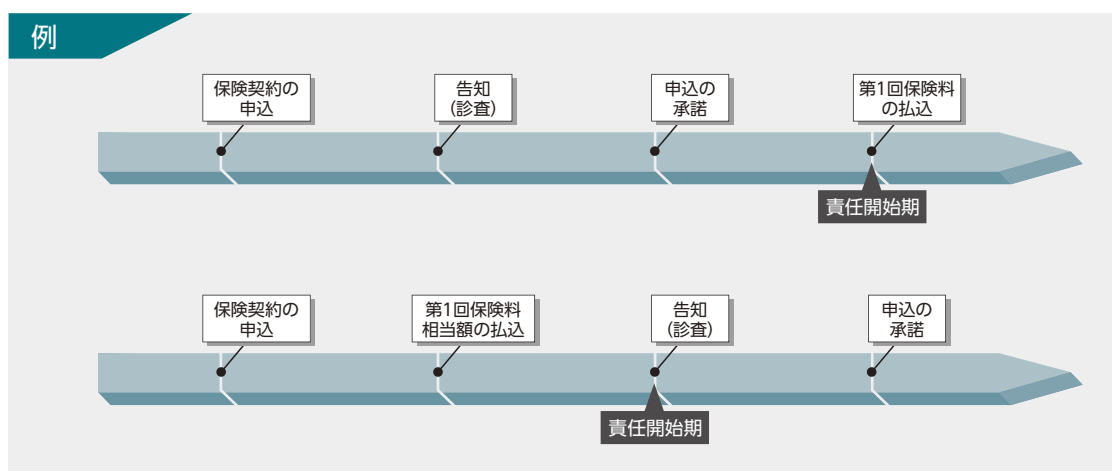 例
保険契約の
申込
告知
(診査)
申込の
承諾
第1回保険料
の払込
責任開始期
保険契約の
申込
第1回保険料
相当額の払込
告知
(診査)
申込の
承諾
責任開始期